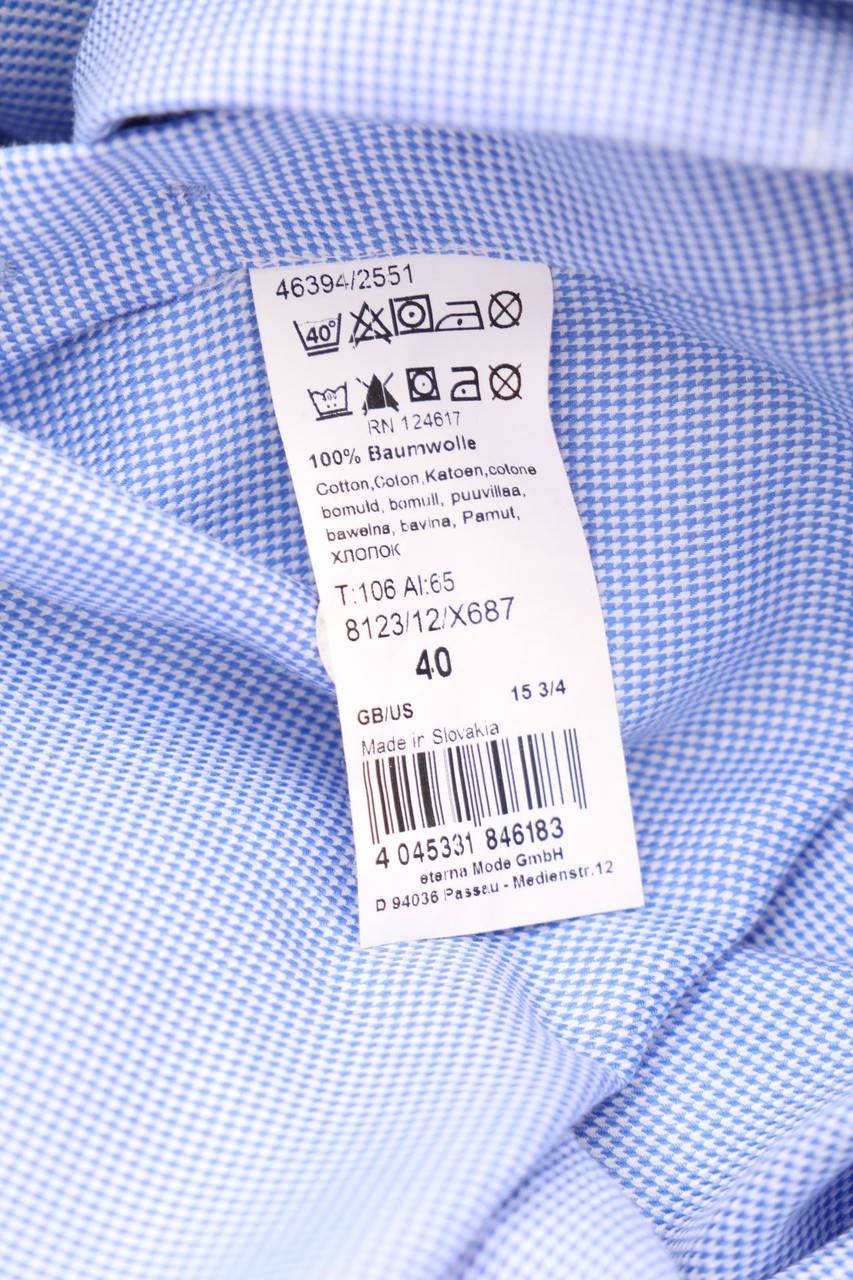 46394/2551
40°
RN 124617
100% Baumwolle
Cotton,Coton,Katoen,cotone
bomuld, bomull, puuvillaa,
bawelna, bavlna, Pamut,
ХЛОПОК
T:106 Al:65
8123/12/X687
40
GB/US 15 3/4
Made in Slovakia
4 045331 846183
eterna Mode GmbH
D 94036 Passau - Medienstr.12